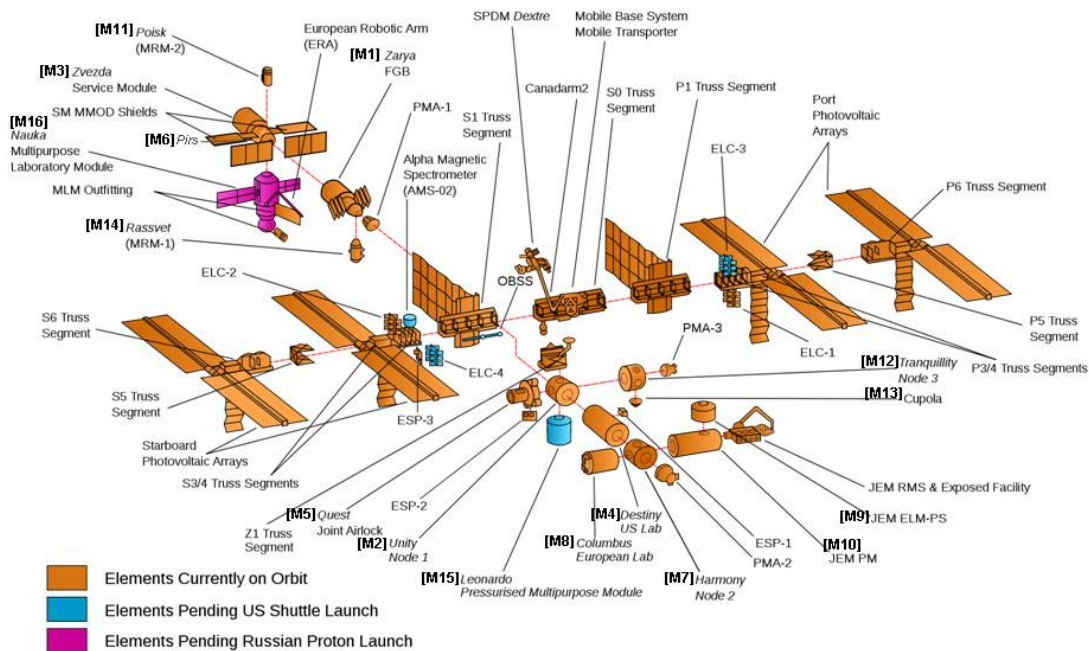 [M11] Poisk
(MRM-2)
European Robotic Arm
(ERA)
[M1] Zarya
FGB
SPDM Dextre
Mobile Base System
Mobile Transporter
[M3] Zvezda
Service Module
PMA-1
Canadarm2
S0 Truss
Segment
P1 Truss Segment
SM MMOD Shields
S1 Truss
Segment
Port
Photovoltaic
Arrays
[M16]
Nauka
Multipurpose
Laboratory Module
[M6] Pirs
Alpha Magnetic
Spectrometer
(AMS-02)
ELC-3
P6 Truss Segment
MLM Outfitting
[M14] Rassvet
(MRM-1)
ELC-2
OBSS
S6 Truss
Segment
PMA-3
ELC-1
P5 Truss
Segment
[M12] Tranquillity
Node 3
P3/4 Truss Segments
ELC-4
S5 Truss
Segment
ESP-3
[M13] Cupola
Starboard
Photovoltaic Arrays
S3/4 Truss Segments
JEM RMS & Exposed Facility
ESP-2
[M5] Quest
Joint Airlock
Z1 Truss
Segment
[M2] Unity
Node 1
[M4] Destiny
US Lab
[M9] JEM ELM-PS
[M8] Columbus
European Lab
ESP-1
PMA-2
[M10]
JEM PM
[M15] Leonardo
Pressurised Multipurpose Module
[M7] Harmony
Node 2
Elements Currently on Orbit
Elements Pending US Shuttle Launch
Elements Pending Russian Proton Launch